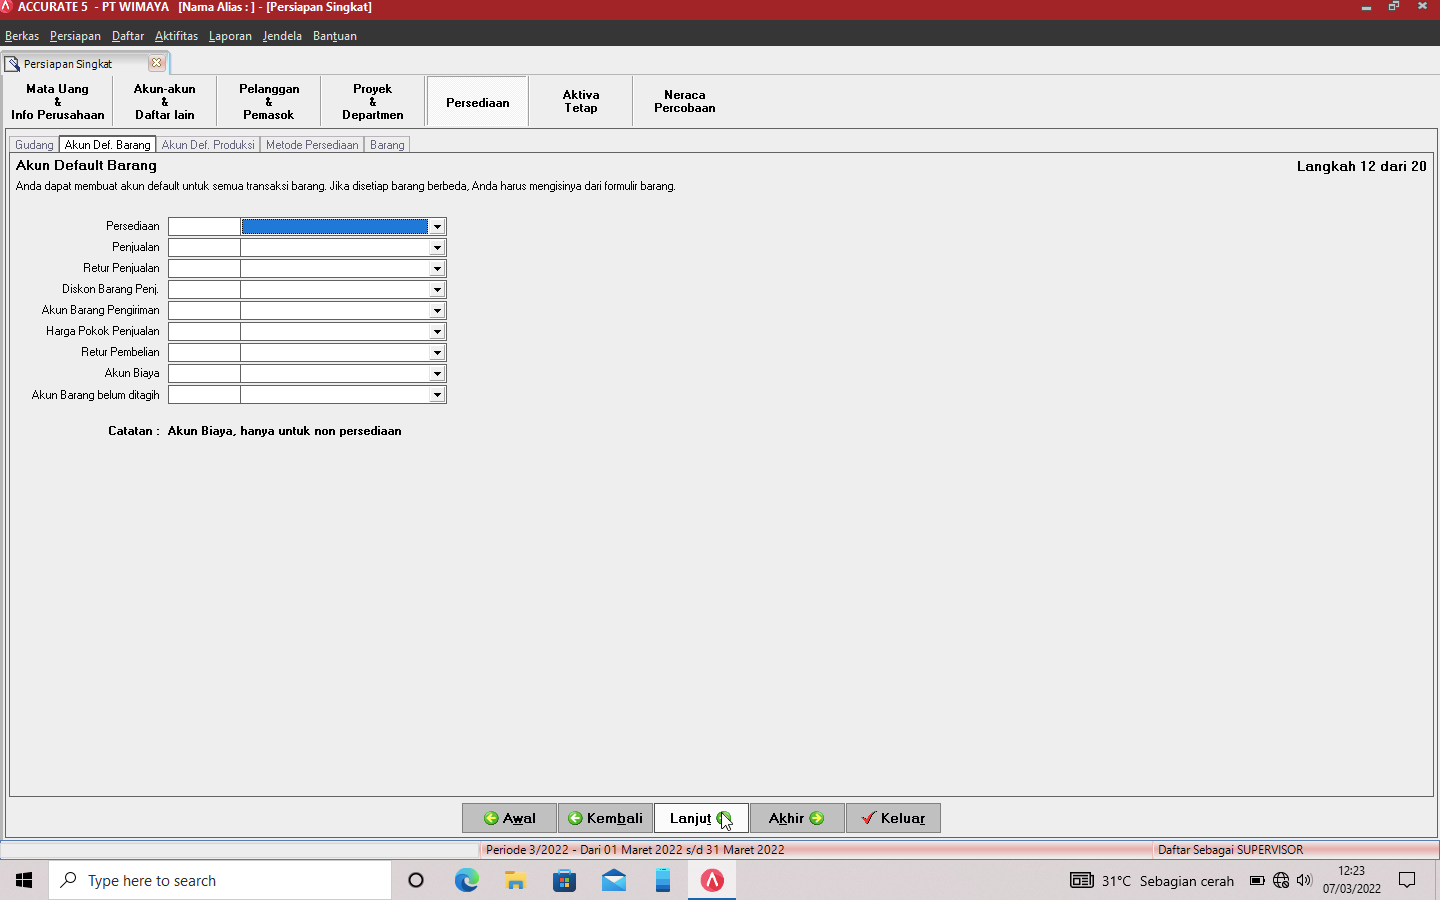 ACCURATE 5 - PT WIMAYA [Nama Alias : ] - [Persiapan Singkat]
Berkas Persiapan Daftar Aktifitas Laporan Jendela Bantuan
Persiapan Singkat
Mata Uang & Info Perusahaan
Akun-akun & Daftar lain
Pelanggan & Pemasok
Proyek & Departmen
Persediaan
Aktiva Tetap
Neraca Percobaan
Gudang Akun Def. Barang Akun Def. Produksi Metode Persediaan Barang
Akun Default Barang Langkah 12 dari 20
Anda dapat membuat akun default untuk semua transaksi barang. Jika disetiap barang berbeda, Anda harus mengisinya dari formulir barang.
Persediaan
Penjualan
Retur Penjualan
Diskon Barang Penj.
Akun Barang Pengiriman
Harga Pokok Penjualan
Retur Pembelian
Akun Biaya
Akun Barang belum ditagih
Catatan : Akun Biaya, hanya untuk non persediaan
Awal Kembali Lanjut Akhir Keluar
Periode 3/2022 - Dari 01 Maret 2022 s/d 31 Maret 2022 Daftar Sebagai SUPERVISOR
Type here to search 31°C Sebagian cerah 12:23
07/03/2022